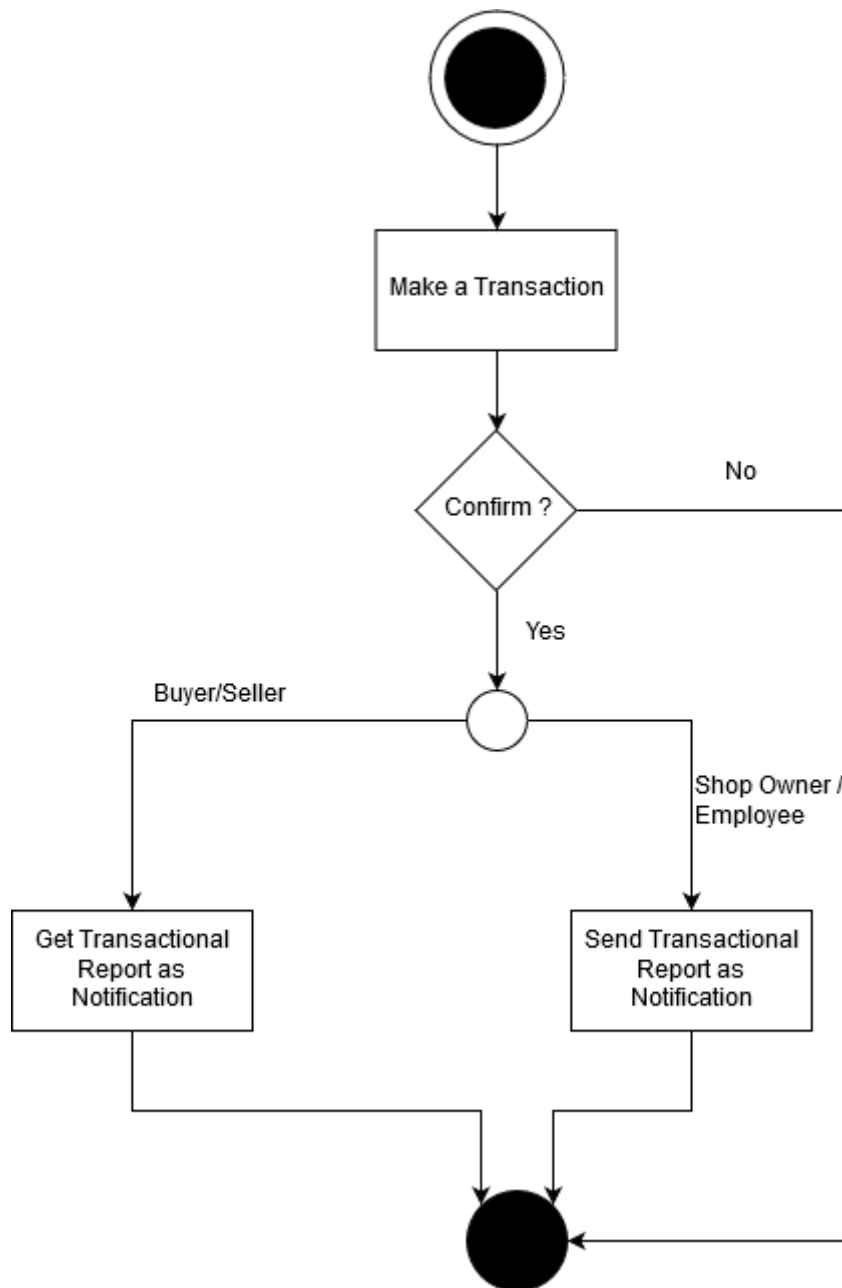 Make a Transaction
Confirm ?
No
Yes
Buyer/Seller
Shop Owner /
Employee
Get Transactional
Report as
Notification
Send Transactional
Report as
Notification